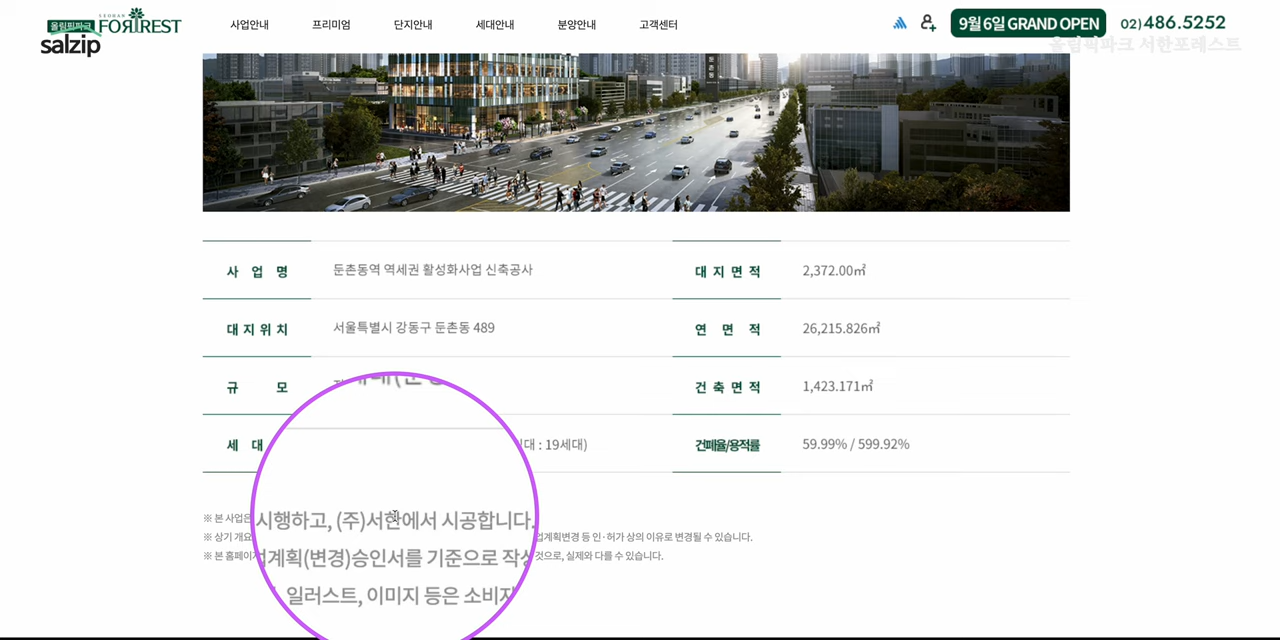 SEOHAN
올림픽파크 FORREST
salzip
사업안내 프리미엄 단지안내 세대안내 분양안내 고객센터
9월 6일 GRAND OPEN
02)486.5252
올림픽파크 서한포레스트
둔촌동
사 업 명 둔촌동역 역세권 활성화사업 신축공사
대지면적 2,372.00㎡
대지위치 서울특별시 강동구 둔촌동 489
연 면 적 26,215.826㎡
규 모
건축면적 1,423.171㎡
세 대
대 : 19세대)
건폐율/용적률 59.99% / 599.92%
※ 본 사업은 시행하고, (주)서한에서 시공합니다.
※ 상기 개요
계획(변경)승인서를 기준으로 작성
업계획변경 등 인·허가 상의 이유로 변경될 수 있습니다.
※ 본 홈페이지
일러스트, 이미지 등은 소비자
것으로, 실제와 다를 수 있습니다.